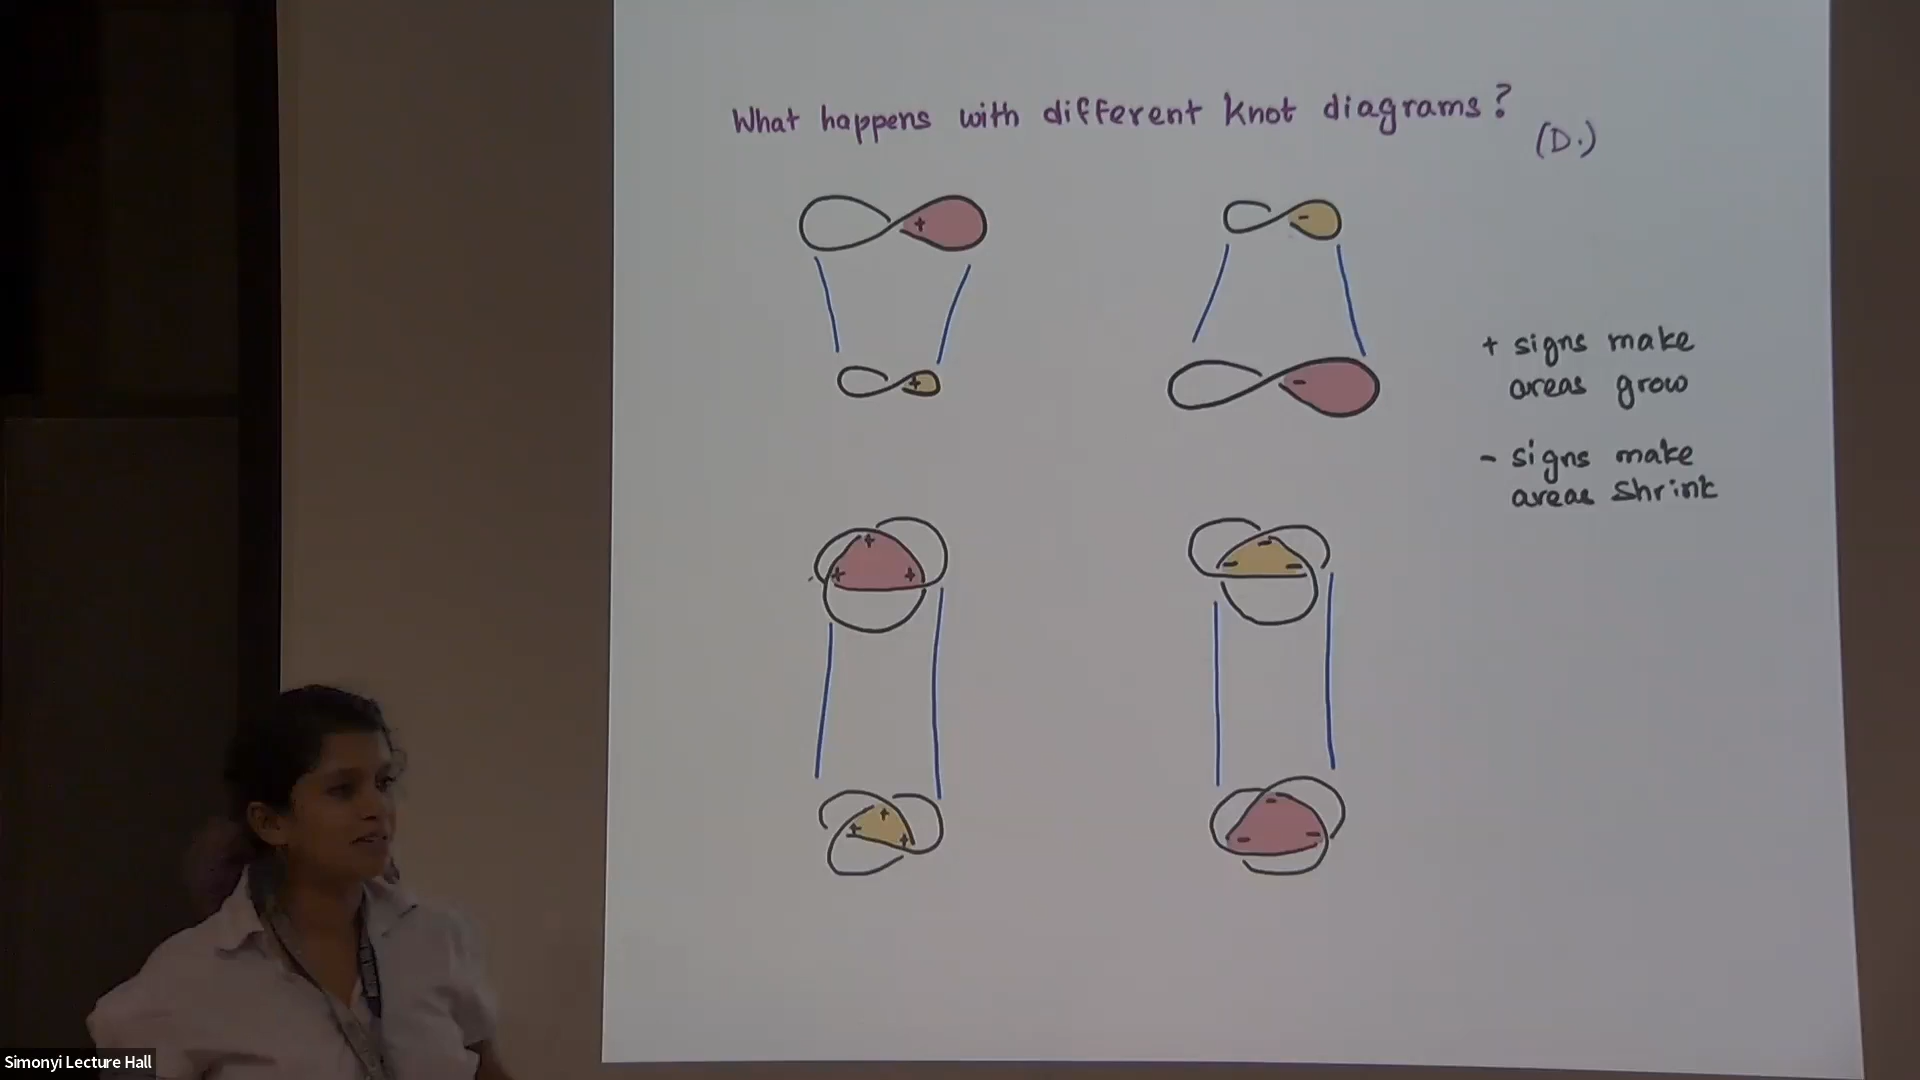 What happens with different knot diagrams?
(D.)
+
-
+ signs make
areas grow
+
-
- signs make
areas shrink
+
+ +
-
- -
+
+ +
-
- -
Simonyi Lecture Hall